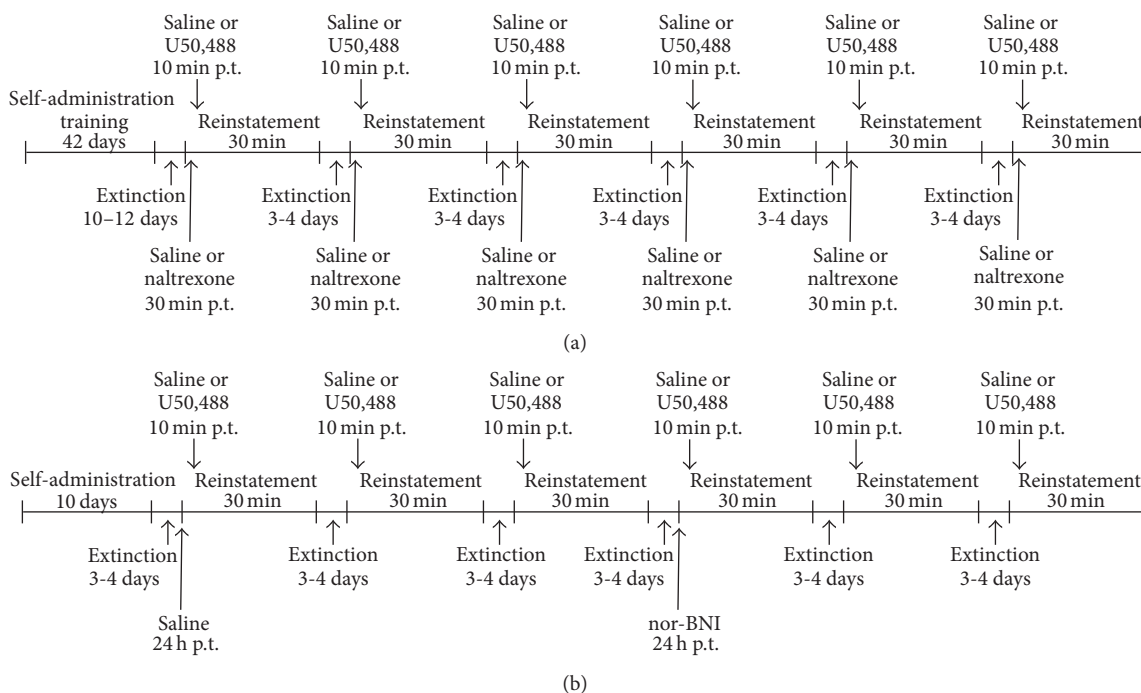 Saline or Saline or Saline or Saline or Saline or Saline or
U50,488 U50,488 U50,488 U50,488 U50,488 U50,488
10 min p.t. 10 min p.t. 10 min p.t. 10 min p.t. 10 min p.t. 10 min p.t.
Self-administration
training Reinstatement Reinstatement Reinstatement Reinstatement Reinstatement Reinstatement
42 days 30 min 30 min 30 min 30 min 30 min 30 min
Extinction Extinction Extinction Extinction Extinction Extinction
10–12 days 3-4 days 3-4 days 3-4 days 3-4 days 3-4 days
Saline or Saline or Saline or Saline or Saline or Saline or
naltrexone naltrexone naltrexone naltrexone naltrexone naltrexone
30 min p.t. 30 min p.t. 30 min p.t. 30 min p.t. 30 min p.t. 30 min p.t.
(a)
Saline or Saline or Saline or Saline or Saline or Saline or
U50,488 U50,488 U50,488 U50,488 U50,488 U50,488
10 min p.t. 10 min p.t. 10 min p.t. 10 min p.t. 10 min p.t. 10 min p.t.
Self-administration Reinstatement Reinstatement Reinstatement Reinstatement Reinstatement Reinstatement
10 days 30 min 30 min 30 min 30 min 30 min 30 min
Extinction Extinction Extinction Extinction Extinction Extinction
3-4 days 3-4 days 3-4 days 3-4 days 3-4 days 3-4 days
Saline nor-BNI
24 h p.t. 24 h p.t.
(b)